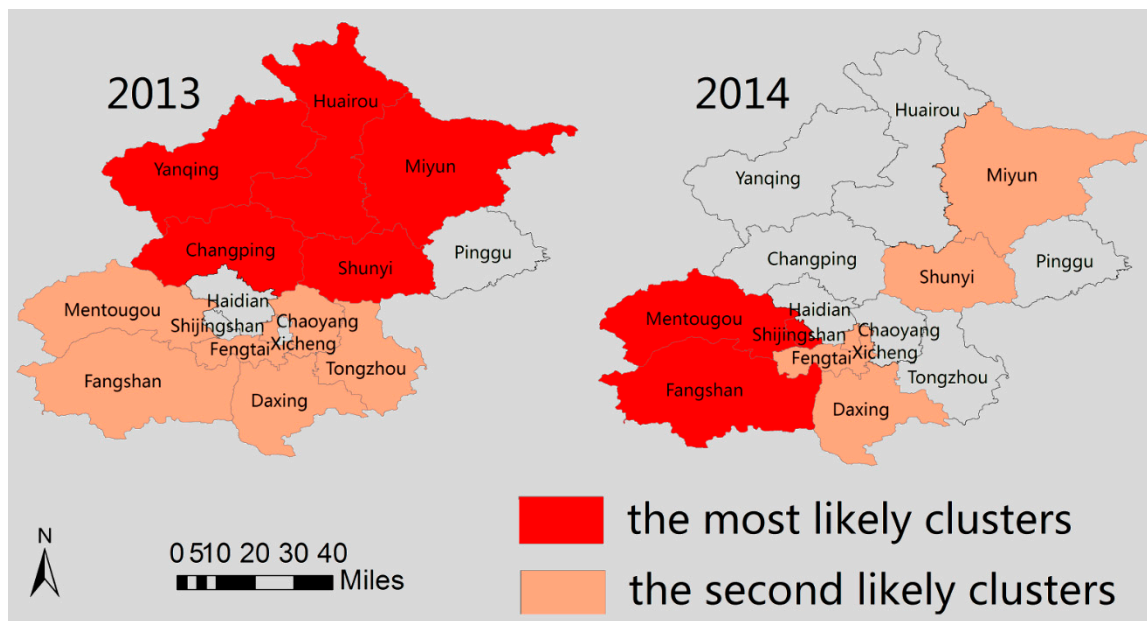 2013
Huairou
Yanqing
Miyun
Changping
Shunyi
Pinggu
Haidian
Mentougou
Shijingshan
Chaoyang
Fengtai
Xicheng
Fangshan
Tongzhou
Daxing
2014
Huairou
Yanqing
Miyun
Changping
Shunyi
Pinggu
Haidian
Mentougou
Shijingshan
Chaoyang
Fengtai
Xicheng
Fangshan
Tongzhou
Daxing
N
0 510 20 30 40
Miles
the most likely clusters
the second likely clusters